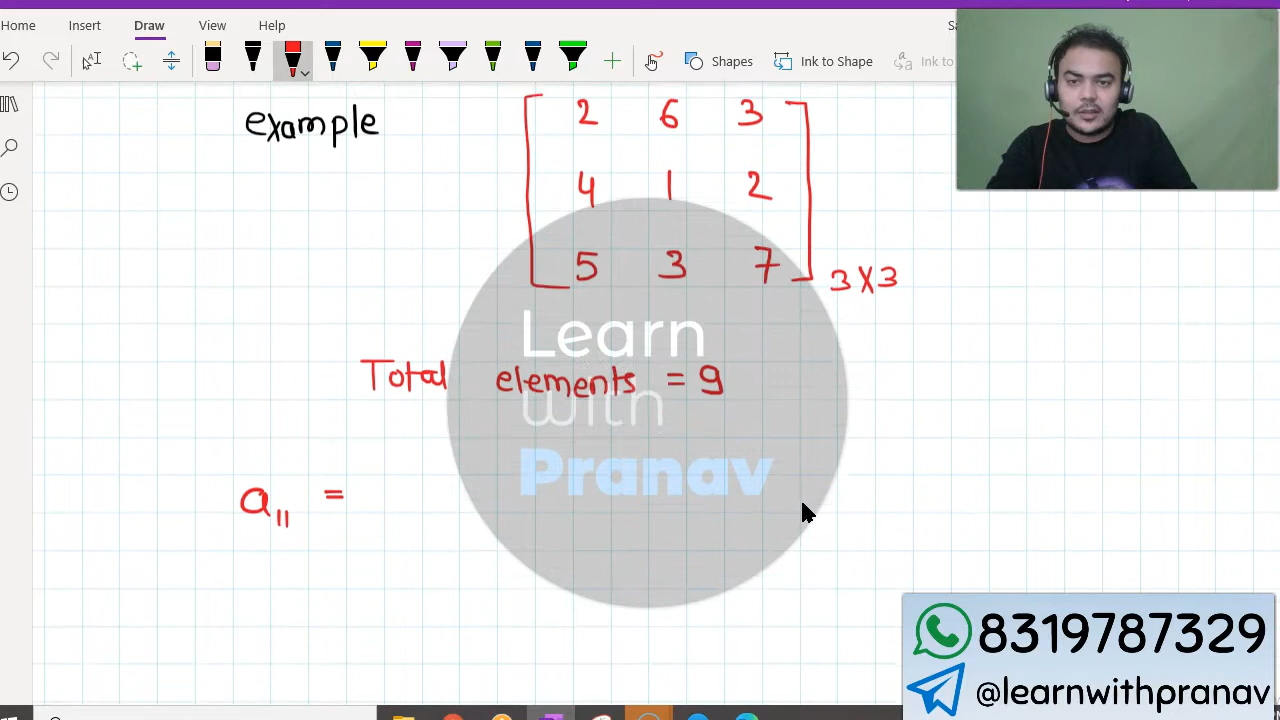 Home Insert Draw View Help
Shapes Ink to Shape
example
2 6 3
4 1 2
5 3 7
3X3
Total elements = 9
Learn
with
Pranav
a11 =
8319787329
@learnwithpranav